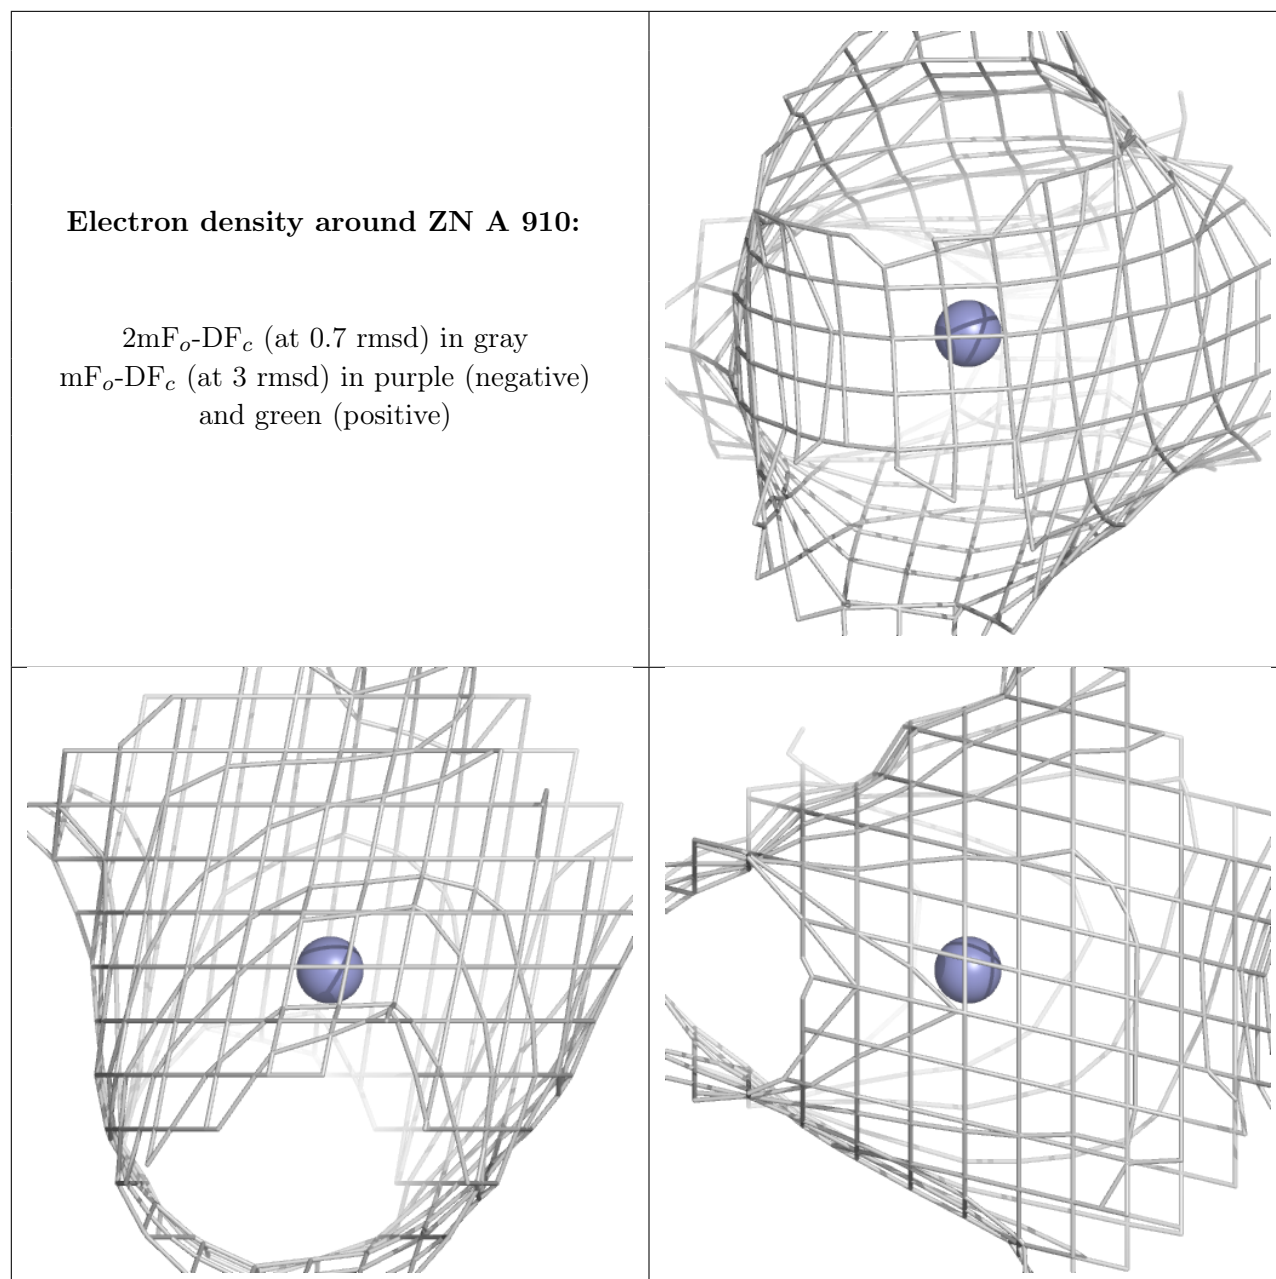 Electron density around ZN A 910:
2mFo-DFc (at 0.7 rmsd) in gray
mFo-DFc (at 3 rmsd) in purple (negative)
and green (positive)